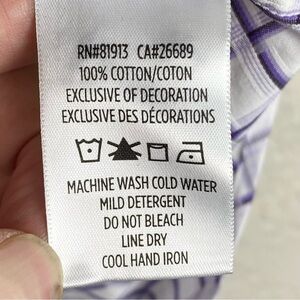 RN#81913 CA#26689
100% COTTON/COTON
EXCLUSIVE OF DECORATION
EXCLUSIVE DES DÉCORATIONS
MACHINE WASH COLD WATER
MILD DETERGENT
DO NOT BLEACH
LINE DRY
COOL HAND IRON